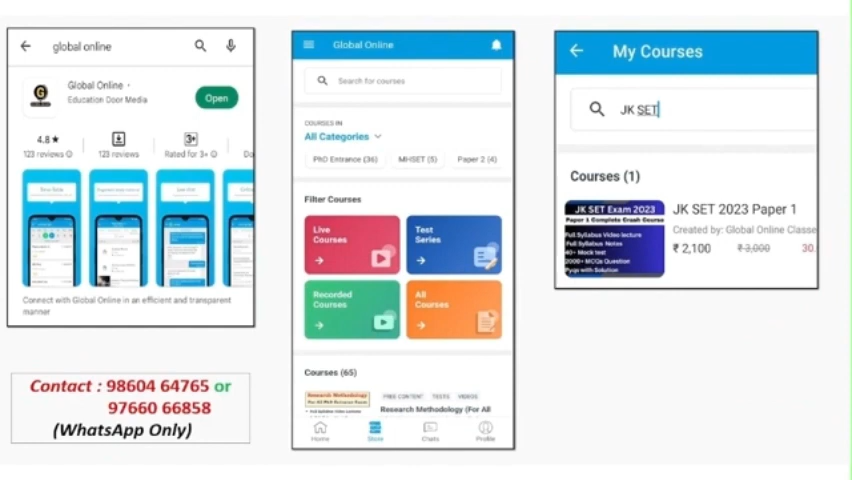 global online
Global Online
Education Door Media
Open
4.8★
123 reviews
123 reviews
3+
Rated for 3+
Do
Connect with Global Online in an efficient and transparent
manner
Contact : 98604 64765 or
97660 66858
(WhatsApp Only)
Global Online
Search for courses
COURSES IN
All Categories
PhD Entrance (36)
MHSET (5)
Paper 2 (4)
Filter Courses
Live
Courses
Test
Series
Recorded
Courses
All
Courses
Courses (65)
Research Methodology
FREE CONTENT
TESTS
VIDEOS
Research Methodology (For All
Home
Store
Chats
Profile
My Courses
JK SET
Courses (1)
JK SET Exam 2023
Paper 1 Complete Crash Course
Full Syllabus Video lecture
Full Syllabus Notes
40+ Mock test
2000+ MCQs Question
Pyqs with Solution
JK SET 2023 Paper 1
Created by: Global Online Classe
₹ 2,100
₹ 3,000
30.